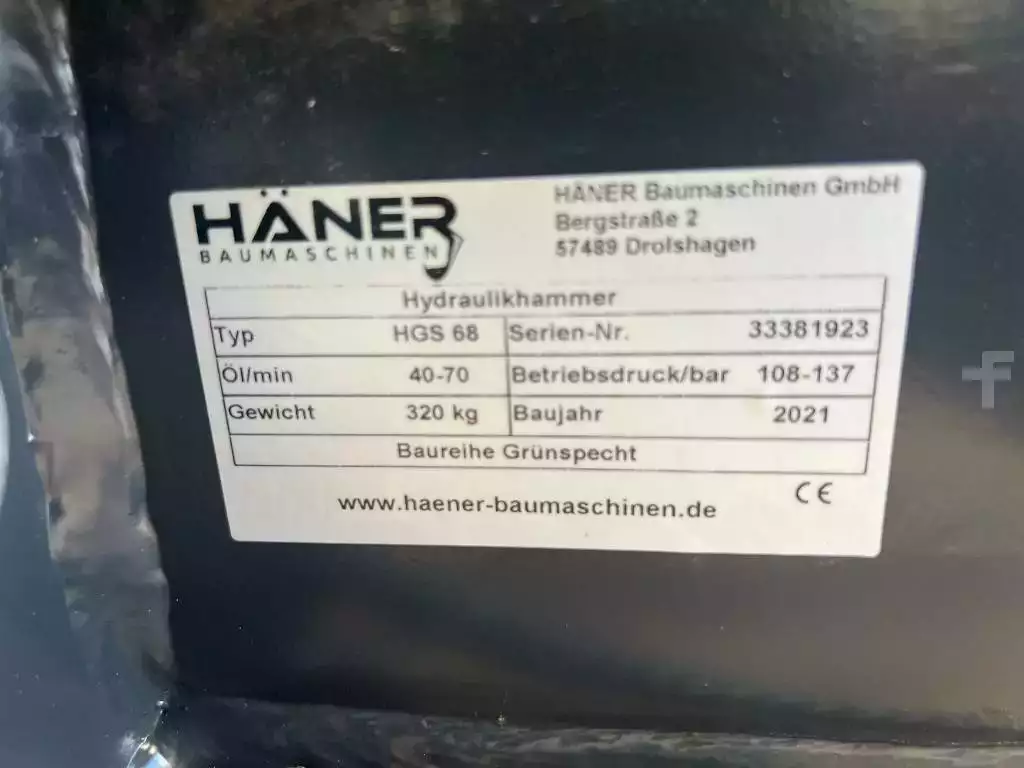 HÄNER
BAUMASCHINEN
HÄNER Baumaschinen GmbH
Bergstraße 2
57489 Drolshagen
Hydraulikhammer
Typ HGS 68 Serien-Nr. 33381923
Öl/min 40-70 Betriebsdruck/bar 108-137
Gewicht 320 kg Baujahr 2021
Baureihe Grünspecht
www.haener-baumaschinen.de
CE
f